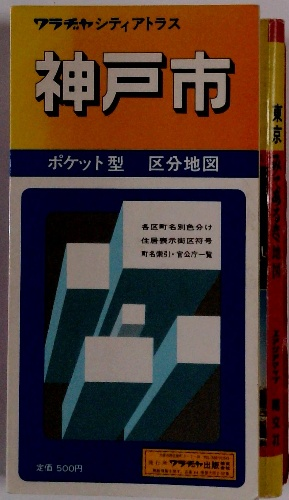 ワラヂヤ シティアトラス
神戸市
ポケット型 区分地図
各区町名別色分け
住居表示街区符号
町名索引・官公庁一覧
定価 500円
ワラヂヤ出版
東京